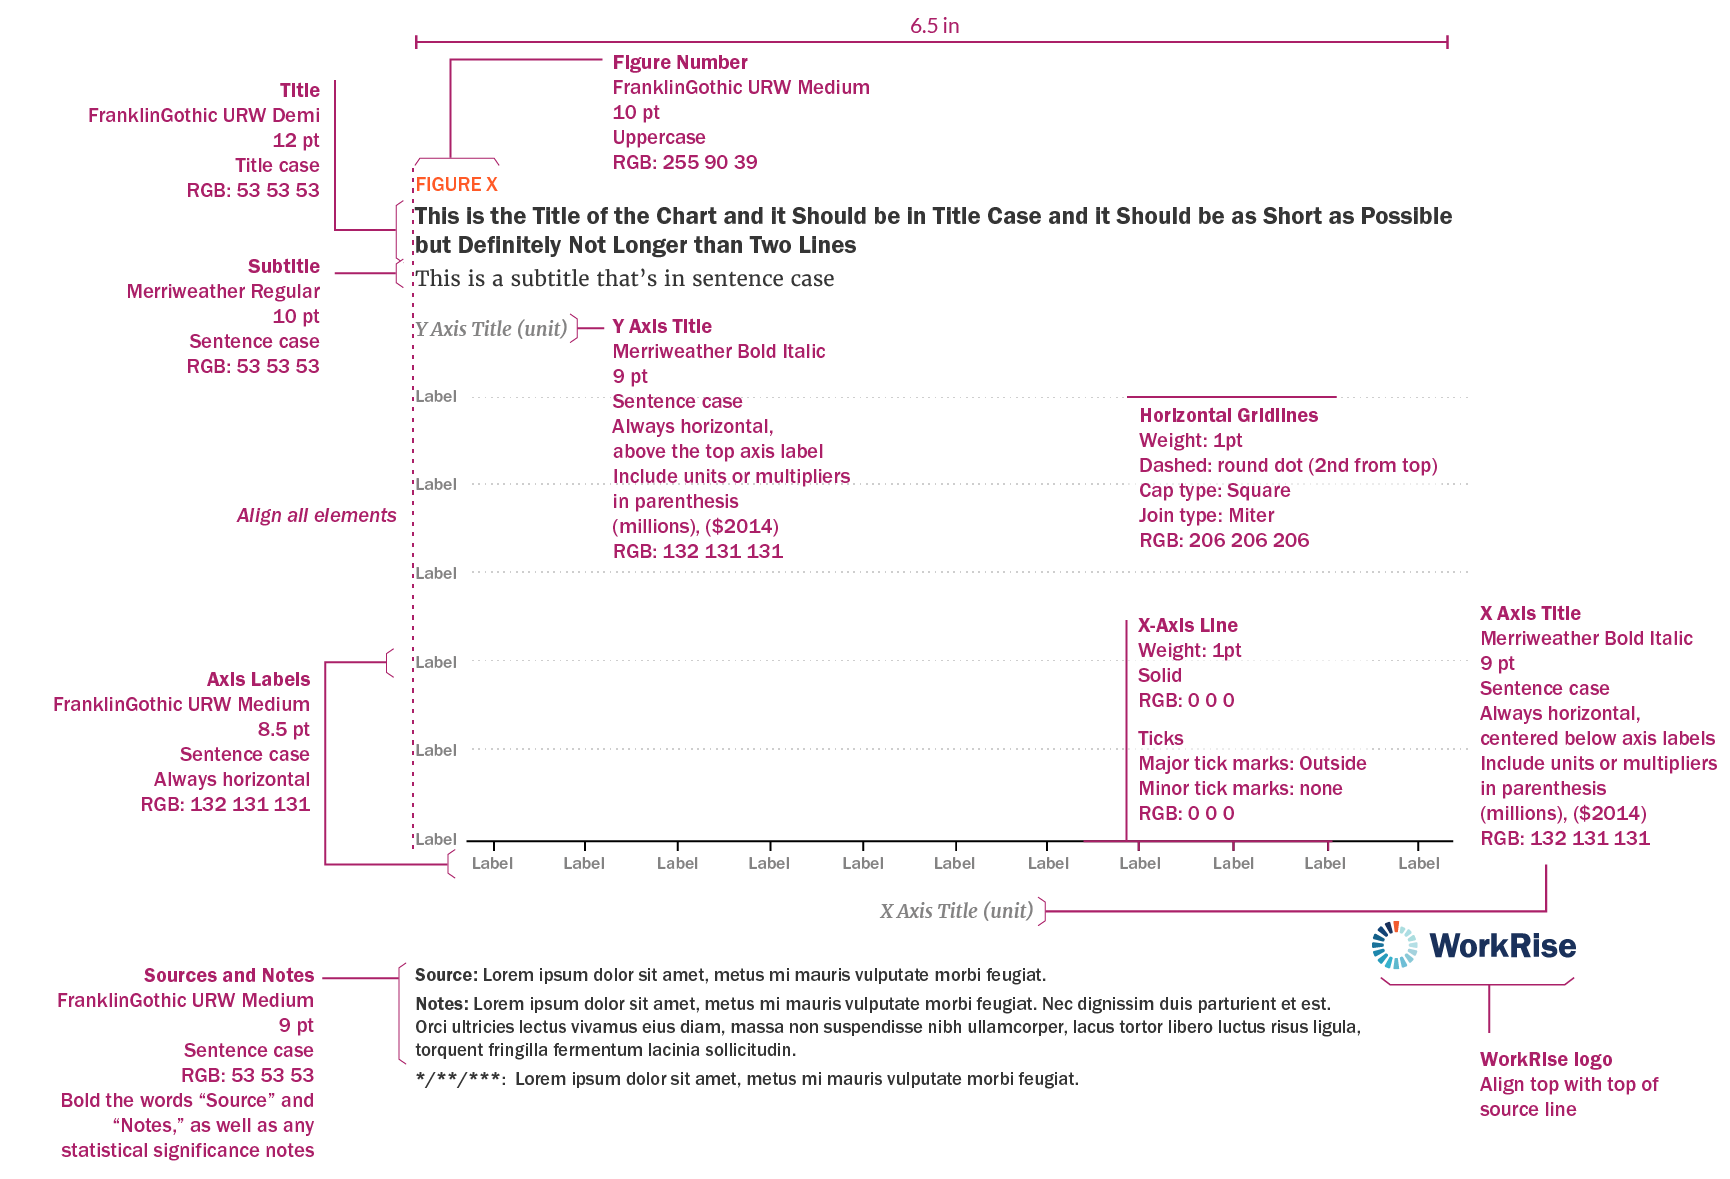 6.5 in
Figure Number
FranklinGothic URW Medium
10 pt
Uppercase
RGB: 255 90 39
Title
FranklinGothic URW Demi
12 pt
Title case
RGB: 53 53 53
FIGURE X
This is the Title of the Chart and it Should be in Title Case and it Should be as Short as Possible
but Definitely Not Longer than Two Lines
This is a subtitle that’s in sentence case
Subtitle
Merriweather Regular
10 pt
Sentence case
RGB: 53 53 53
Y Axis Title (unit)
Y Axis Title
Merriweather Bold Italic
9 pt
Sentence case
Always horizontal,
above the top axis label
Include units or multipliers
in parenthesis
(millions), ($2014)
RGB: 132 131 131
Horizontal Gridlines
Weight: 1pt
Dashed: round dot (2nd from top)
Cap type: Square
Join type: Miter
RGB: 206 206 206
Label
Label
Label
Label
Label
Label
Align all elements
Axis Labels
FranklinGothic URW Medium
8.5 pt
Sentence case
Always horizontal
RGB: 132 131 131
X-Axis Line
Weight: 1pt
Solid
RGB: 0 0 0
Ticks
Major tick marks: Outside
Minor tick marks: none
RGB: 0 0 0
X Axis Title
Merriweather Bold Italic
9 pt
Sentence case
Always horizontal,
centered below axis labels
Include units or multipliers
in parenthesis
(millions), ($2014)
RGB: 132 131 131
Label Label Label Label Label Label Label Label Label Label Label
X Axis Title (unit)
WorkRise
Sources and Notes
FranklinGothic URW Medium
9 pt
Sentence case
RGB: 53 53 53
Bold the words “Source” and
“Notes,” as well as any
statistical significance notes
Source: Lorem ipsum dolor sit amet, metus mi mauris vulputate morbi feugiat.
Notes: Lorem ipsum dolor sit amet, metus mi mauris vulputate morbi feugiat. Nec dignissim duis parturient et est.
Orci ultricies lectus vivamus eius diam, massa non suspendisse nibh ullamcorper, lacus tortor libero luctus risus ligula,
torquent fringilla fermentum lacinia sollicitudin.
*/**/***: Lorem ipsum dolor sit amet, metus mi mauris vulputate morbi feugiat.
WorkRise logo
Align top with top of
source line